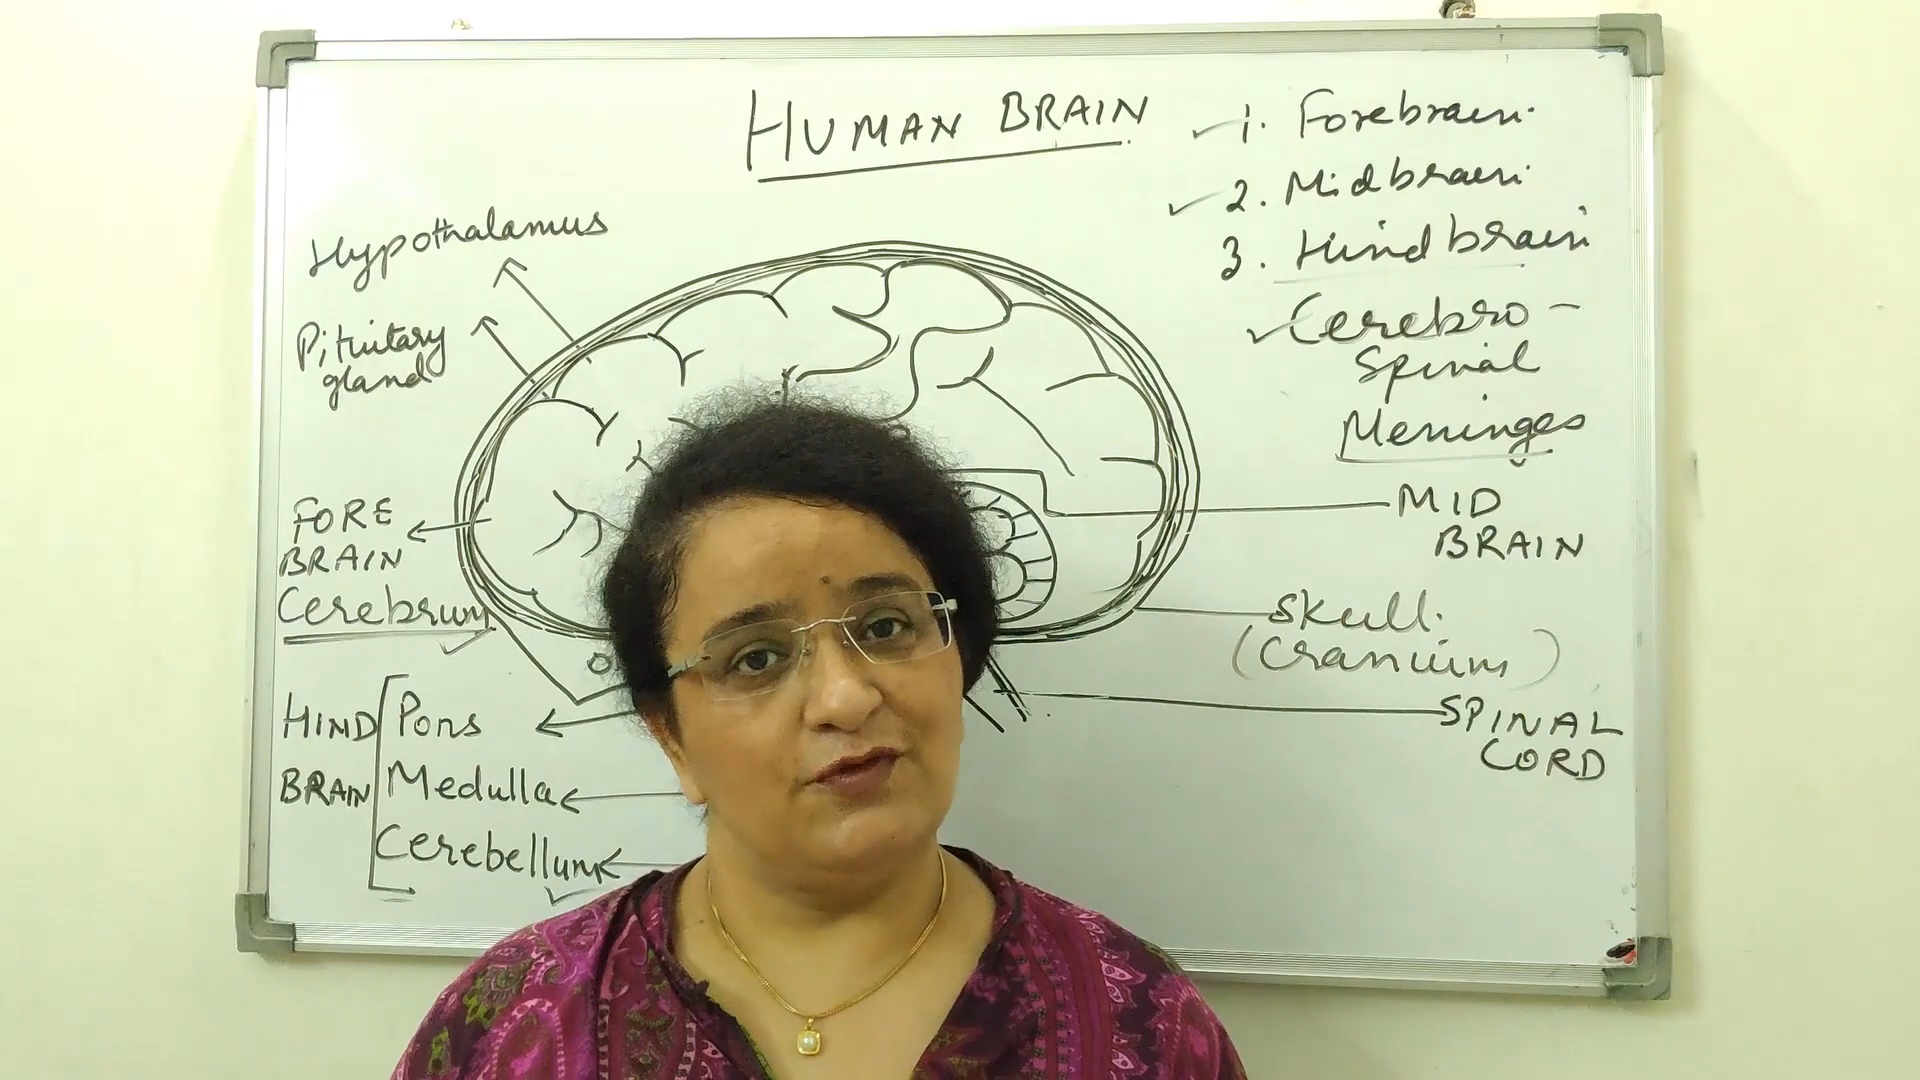 HUMAN BRAIN
1. Forebrain
2. Midbrain
3. Hindbrain
Cerebro-
Spinal
Meninges
Hypothalamus
Pituitary
gland
FORE
BRAIN
Cerebrum
HIND
BRAIN
Pons
Medulla
Cerebellum
MID
BRAIN
Skull.
(Cranium)
SPINAL
CORD